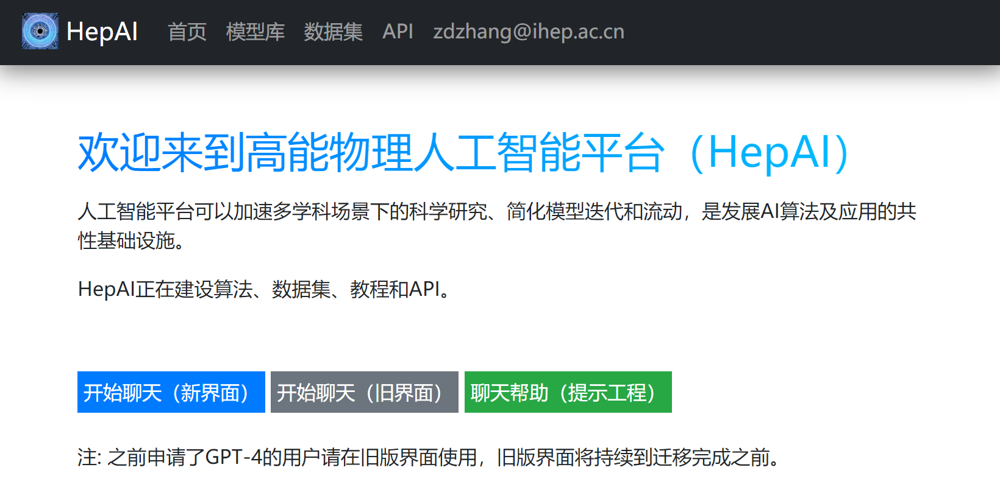 HepAI 首页 模型库 数据集 API zdzhang@ihep.ac.cn
欢迎来到高能物理人工智能平台（HepAI）
人工智能平台可以加速多学科场景下的科学研究、简化模型迭代和流动，是发展AI算法及应用的共
性基础设施。
HepAI正在建设算法、数据集、教程和API。
开始聊天（新界面） 开始聊天（旧界面） 聊天帮助（提示工程）
注: 之前申请了GPT-4的用户请在旧版界面使用，旧版界面将持续到迁移完成之前。